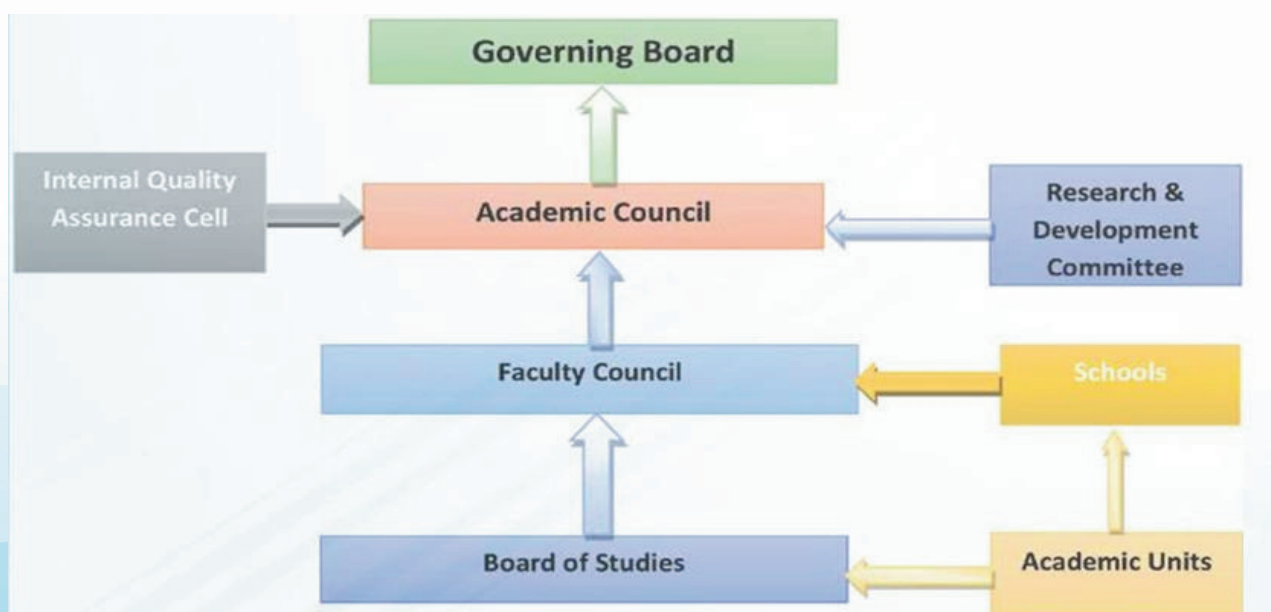 Governing Board
Internal Quality
Assurance Cell
Academic Council
Research &
Development
Committee
Faculty Council
Schools
Board of Studies
Academic Units